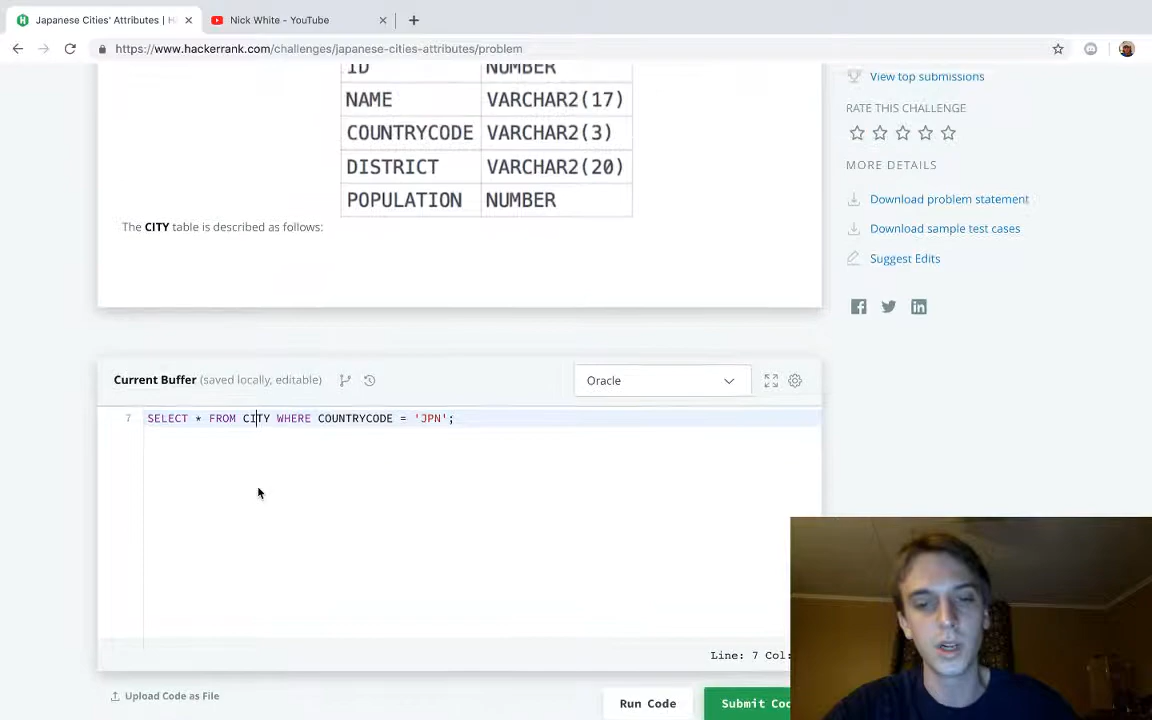 Japanese Cities' Attributes | H
Nick White - YouTube
https://www.hackerrank.com/challenges/japanese-cities-attributes/problem
ID NUMBER
NAME VARCHAR2(17)
COUNTRYCODE VARCHAR2(3)
DISTRICT VARCHAR2(20)
POPULATION NUMBER
The CITY table is described as follows:
View top submissions
RATE THIS CHALLENGE
MORE DETAILS
Download problem statement
Download sample test cases
Suggest Edits
Current Buffer (saved locally, editable)
Oracle
7 SELECT * FROM CITY WHERE COUNTRYCODE = 'JPN';
Line: 7 Col:
Upload Code as File
Run Code
Submit Co